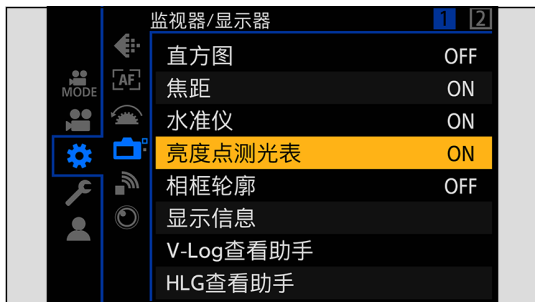 监视器/显示器 1 2
直方图 OFF
MODE AF 焦距 ON
水准仪 ON
亮度点测光表 ON
相框轮廓 OFF
显示信息
V-Log查看助手
HLG查看助手